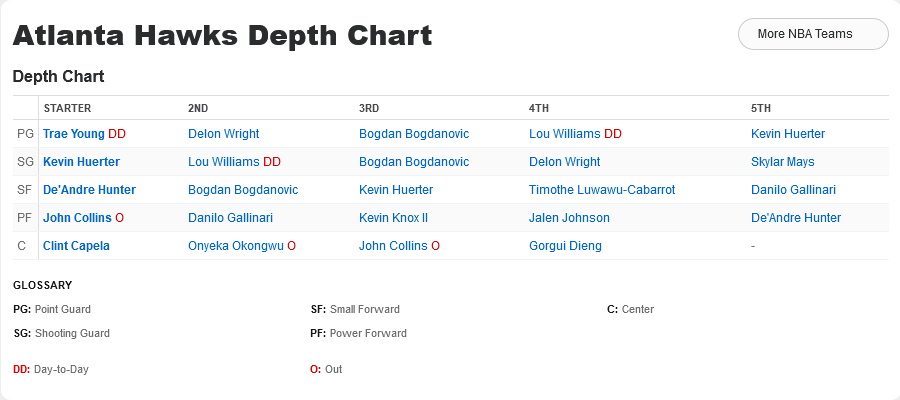 Atlanta Hawks Depth Chart
More NBA Teams
Depth Chart
STARTER 2ND 3RD 4TH 5TH
PG Trae Young DD Delon Wright Bogdan Bogdanovic Lou Williams DD Kevin Huerter
SG Kevin Huerter Lou Williams DD Bogdan Bogdanovic Delon Wright Skylar Mays
SF De'Andre Hunter Bogdan Bogdanovic Kevin Huerter Timothe Luwawu-Cabarrot Danilo Gallinari
PF John Collins O Danilo Gallinari Kevin Knox II Jalen Johnson De'Andre Hunter
C Clint Capela Onyeka Okongwu O John Collins O Gorgui Dieng -
GLOSSARY
PG: Point Guard SF: Small Forward C: Center
SG: Shooting Guard PF: Power Forward
DD: Day-to-Day O: Out